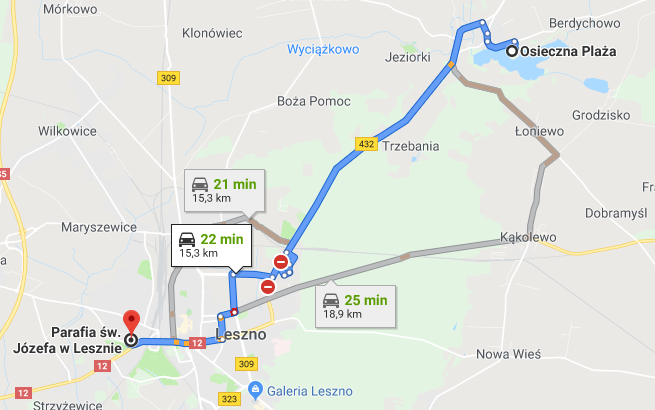 Mórkowo
Berdychowo
Klonówiec
Wyciążkowo
Osieczna Plaża
Jeziorki
309
Boża Pomoc
Grodzisko
Wilkowice
Łoniewo
432
Trzebania
21 min
15,3 km
Dobramyśl
Maryszewice
22 min
15,3 km
Kąkolewo
25 min
18,9 km
Parafia św.
Józefa w Lesznie
Leszno
12
12
309
Nowa Wieś
Galeria Leszno
12
323
Strzyżewice